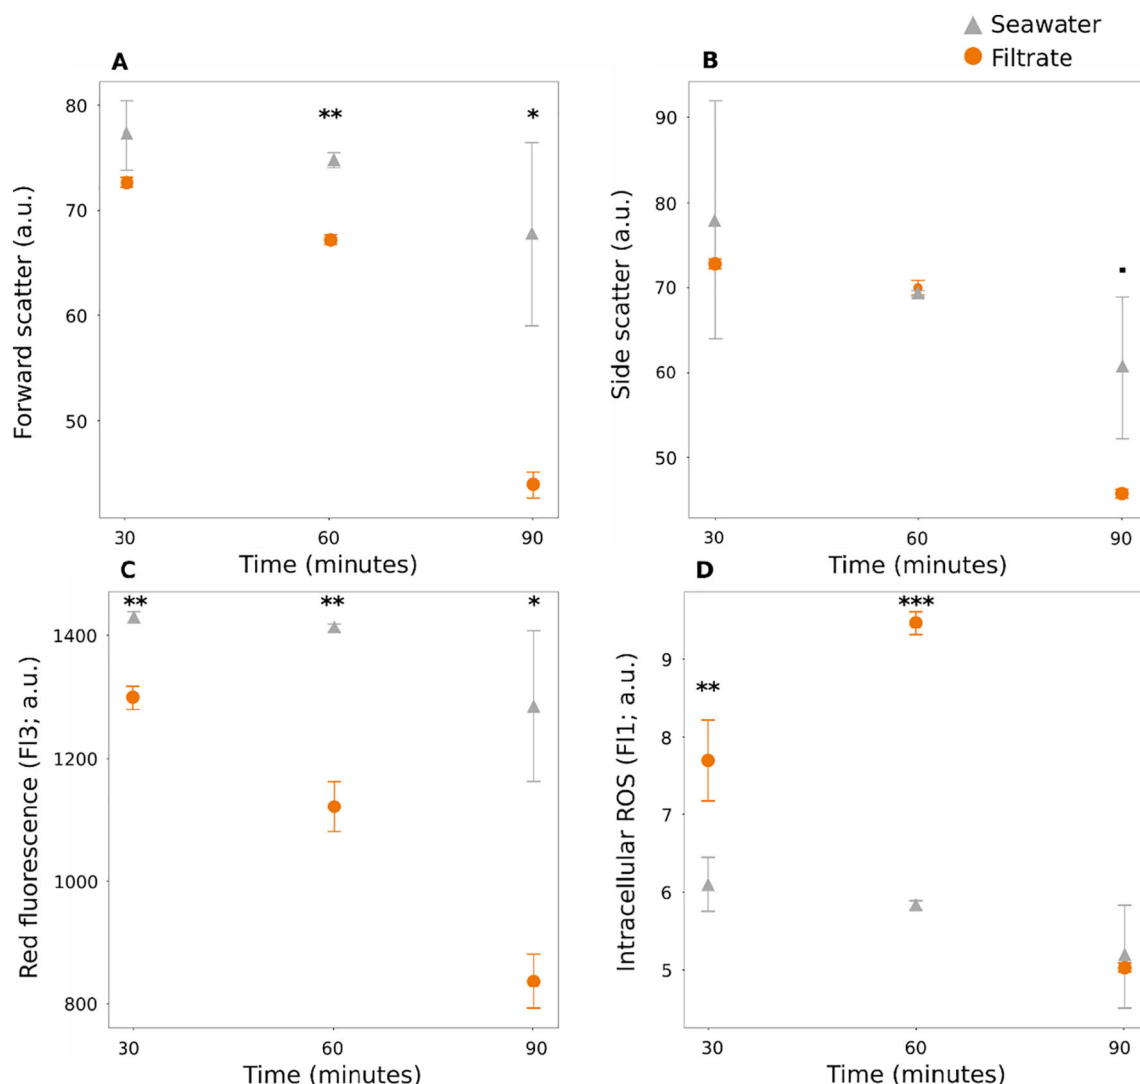 Seawater
Filtrate
A
**
*
80
70
60
50
Forward scatter (a.u.)
30
60
90
Time (minutes)
B
90
80
70
60
50
Side scatter (a.u.)
30
60
90
Time (minutes)
C
**
**
*
1400
1200
1000
800
Red fluorescence (Fl3; a.u.)
30
60
90
Time (minutes)
D
***
**
9
8
7
6
5
Intracellular ROS (Fl1; a.u.)
30
60
90
Time (minutes)